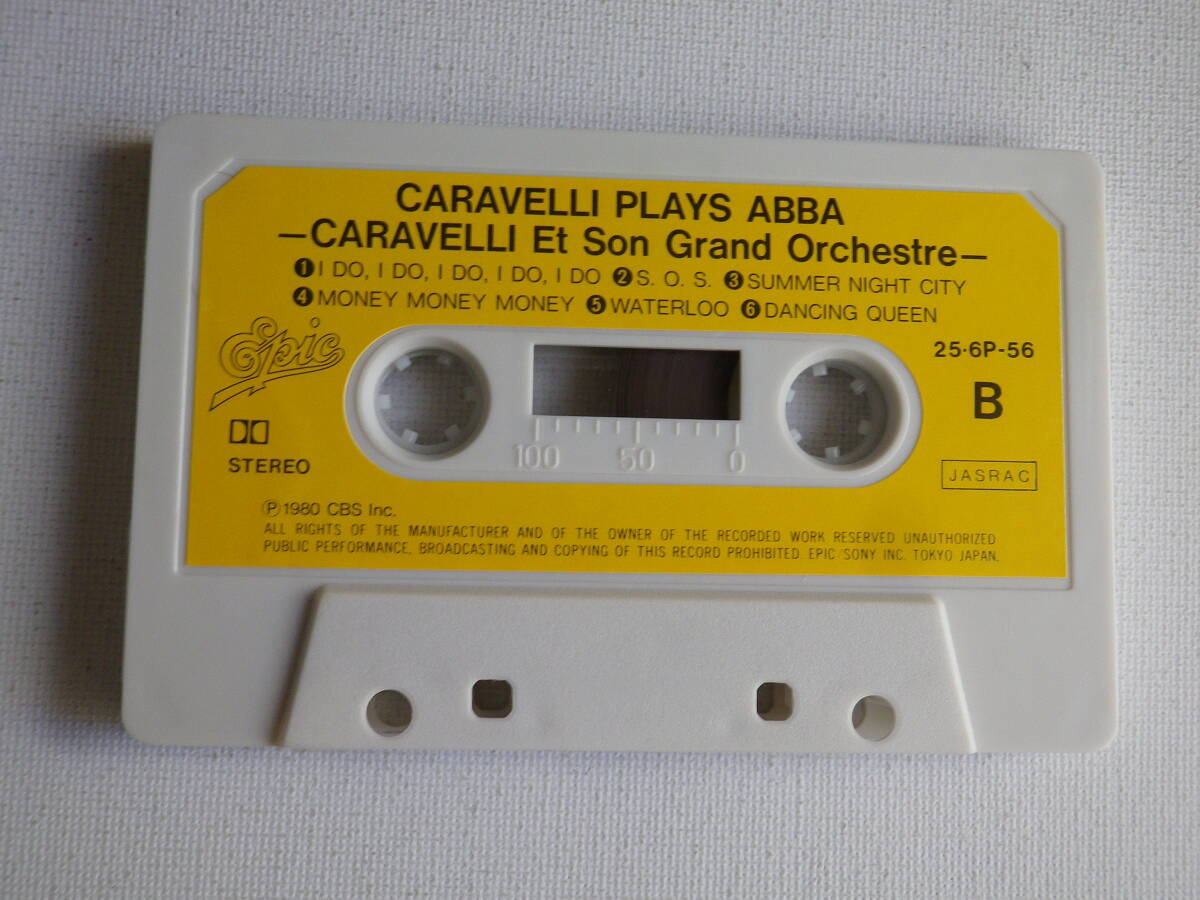 CARAVELLI PLAYS ABBA
—CARAVELLI Et Son Grand Orchestre—
❶I DO, I DO, I DO, I DO, I DO ❷S. O. S. ❸SUMMER NIGHT CITY
❹MONEY MONEY MONEY ❺WATERLOO ❻DANCING QUEEN
Epic
25·6P-56
B
STEREO
100 50 0
JASRAC
Ⓟ1980 CBS Inc.
ALL RIGHTS OF THE MANUFACTURER AND OF THE OWNER OF THE RECORDED WORK RESERVED UNAUTHORIZED
PUBLIC PERFORMANCE, BROADCASTING AND COPYING OF THIS RECORD PROHIBITED. EPIC/SONY INC. TOKYO JAPAN.